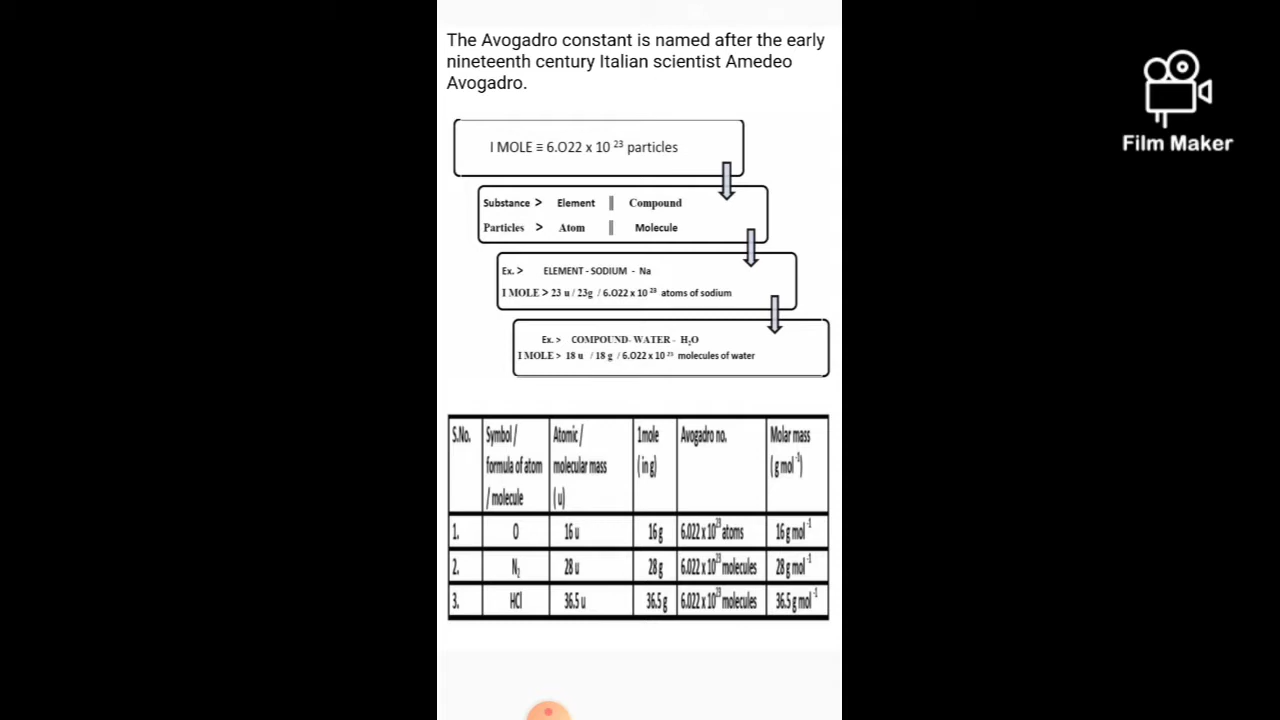 The Avogadro constant is named after the early
nineteenth century Italian scientist Amedeo
Avogadro.
Film Maker
I MOLE ≡ 6.O22 x 10 ²³ particles
Substance > Element ‖ Compound
Particles > Atom ‖ Molecule
Ex. > ELEMENT - SODIUM - Na
I MOLE > 23 u / 23g / 6.O22 x 10 ²³ atoms of sodium
Ex. > COMPOUND- WATER - H₂O
I MOLE > 18 u / 18 g / 6.O22 x 10 ²³ molecules of water
S.No. Symbol / Atomic / 1mole Avogadro no. Molar mass
formula of atom molecular mass ( in g) ( g mol ⁻¹)
/ molecule ( u)
1. O 16 u 16 g 6.022 x 10²³ atoms 16 g mol ⁻¹
2. N₂ 28 u 28 g 6.022 x 10²³ molecules 28 g mol ⁻¹
3. HCl 36.5 u 36.5 g 6.022 x 10²³ molecules 36.5 g mol ⁻¹